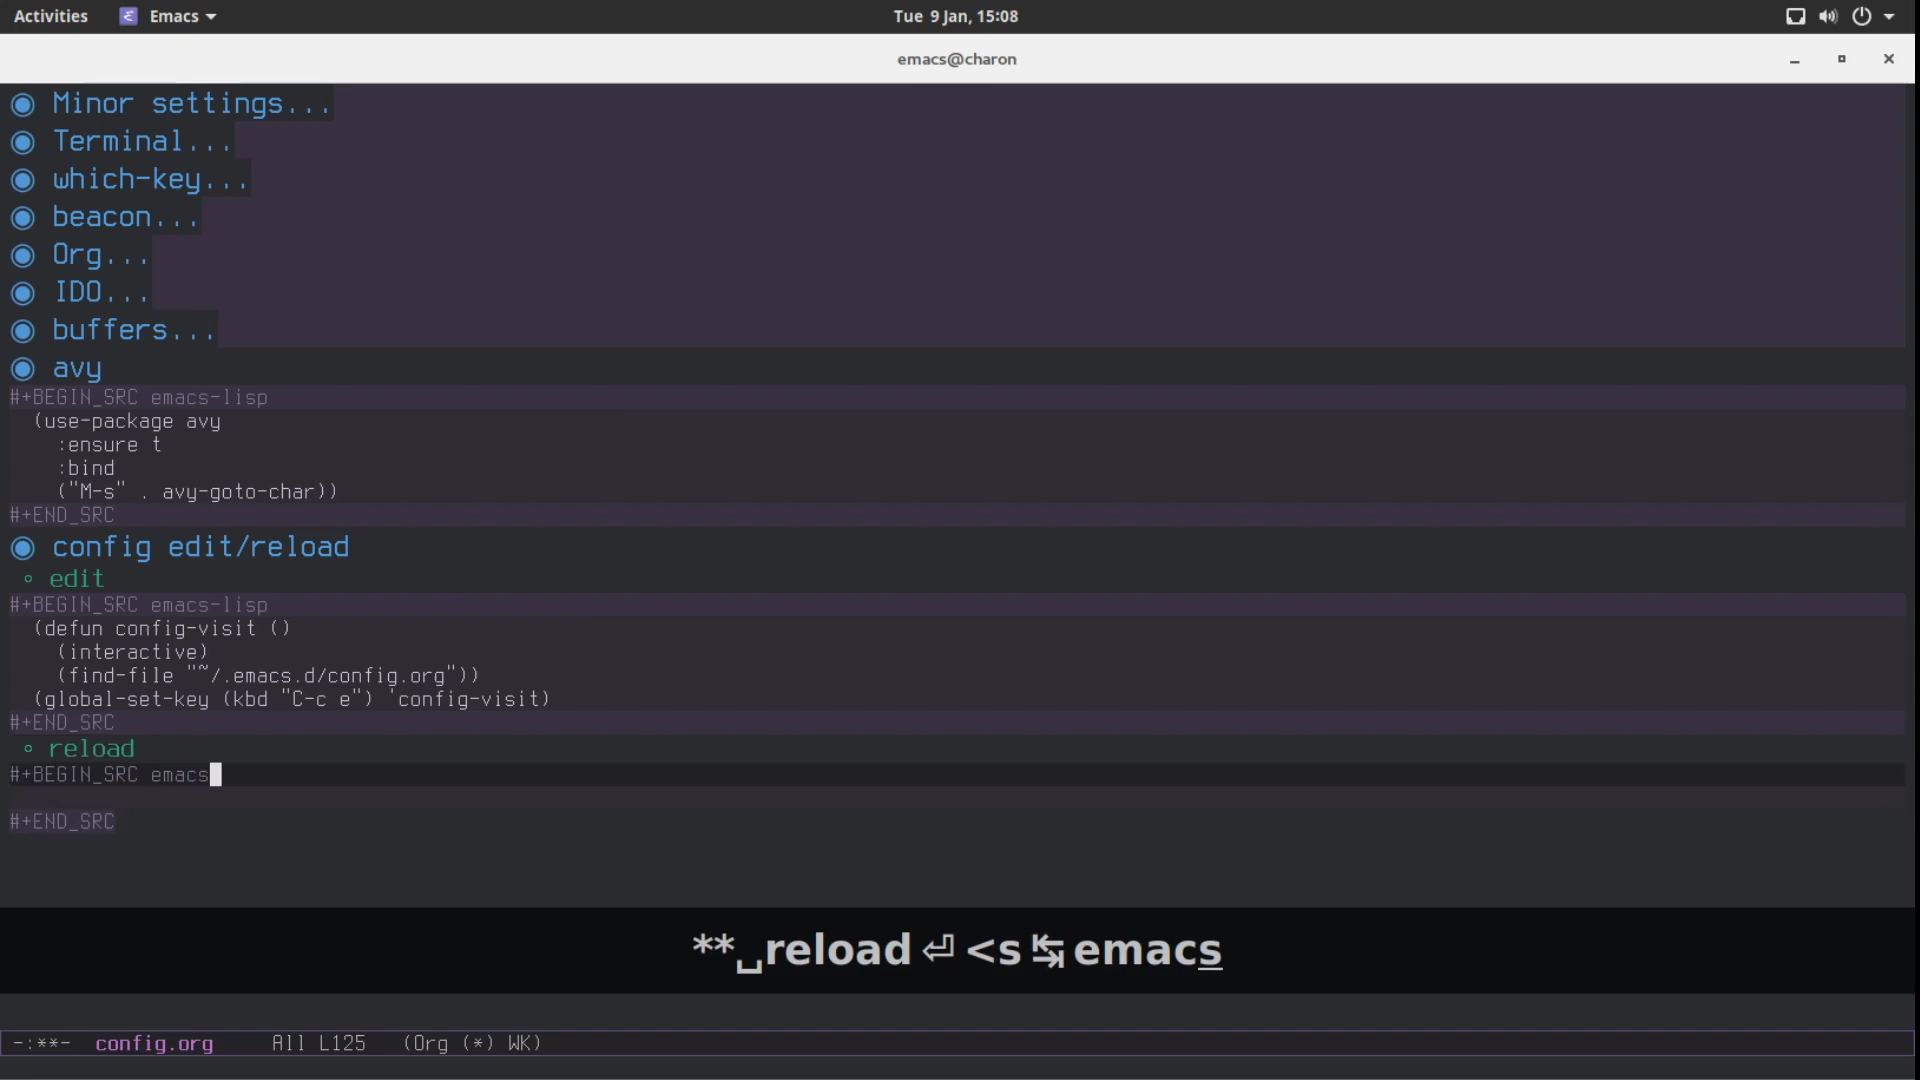 Activities Emacs Tue 9 Jan, 15:08
emacs@charon
Minor settings...
Terminal...
which-key...
beacon...
Org...
IDO...
buffers...
avy
#+BEGIN_SRC emacs-lisp
(use-package avy
:ensure t
:bind
("M-s" . avy-goto-char))
#+END_SRC
config edit/reload
edit
#+BEGIN_SRC emacs-lisp
(defun config-visit ()
(interactive)
(find-file "~/.emacs.d/config.org"))
(global-set-key (kbd "C-c e") 'config-visit)
#+END_SRC
reload
#+BEGIN_SRC emacs
#+END_SRC
**␣reload ⏎ <s ↹ emacs
-:**- config.org All L125 (Org (*) WK)